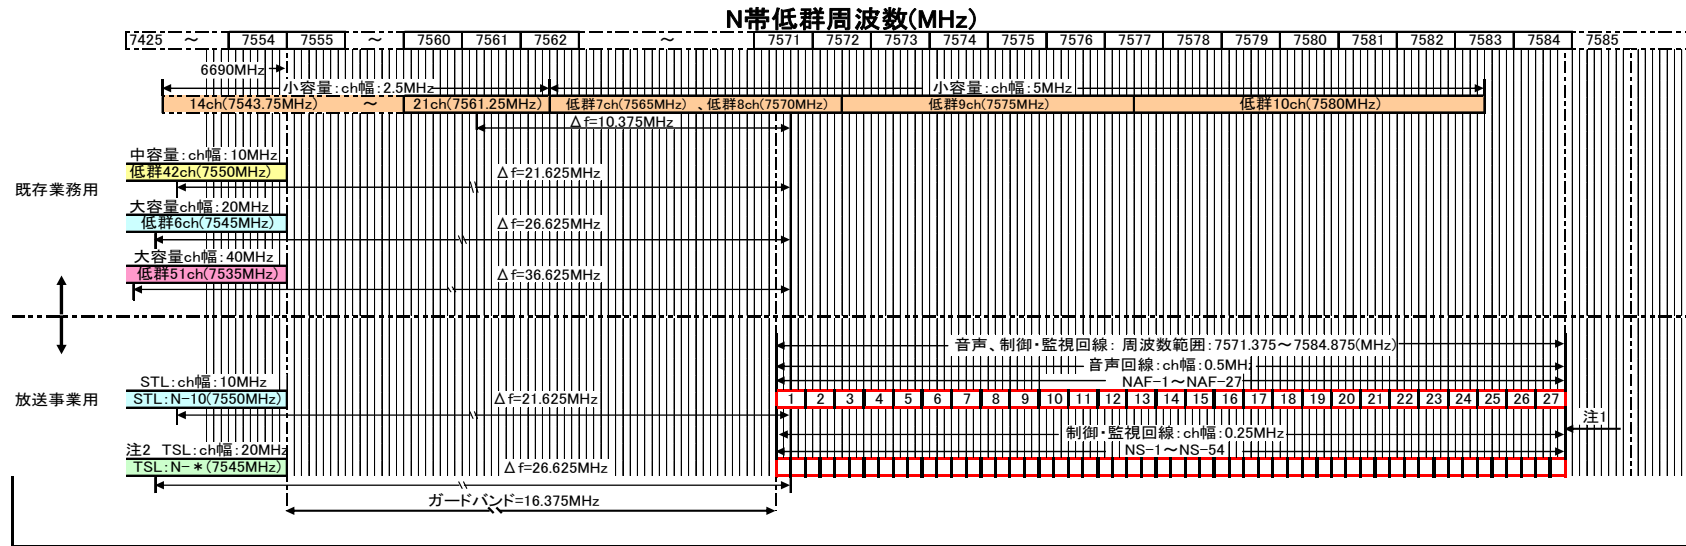 N帯低群周波数(MHz)
7425 ～ 7554 7555 ～ 7560 7561 7562 ～ 7571 7572 7573 7574 7575 7576 7577 7578 7579 7580 7581 7582 7583 7584 7585
6690MHz
小容量：ch幅：2.5MHz 小容量：ch幅：5MHz
14ch(7543.75MHz) ～ 21ch(7561.25MHz) 低群7ch(7565MHz) 、低群8ch(7570MHz) 低群9ch(7575MHz) 低群10ch(7580MHz)
Δf=10.375MHz
中容量：ch幅：10MHz
低群42ch(7550MHz) Δf=21.625MHz
既存業務用
大容量ch幅：20MHz
低群6ch(7545MHz) Δf=26.625MHz
大容量ch幅：40MHz
低群51ch(7535MHz) Δf=36.625MHz
音声、制御・監視回線： 周波数範囲：7571.375～7584.875(MHz)
音声回線：ch幅：0.5MHz
STL：ch幅：10MHz NAF-1～NAF-27
放送事業用 STL：N-10(7550MHz) Δf=21.625MHz 1 2 3 4 5 6 7 8 9 10 11 12 13 14 15 16 17 18 19 20 21 22 23 24 25 26 27
注1
制御・監視回線：ch幅：0.25MHz
注2 TSL：ch幅：20MHz NS-1～NS-54
TSL：N-＊(7545MHz) Δf=26.625MHz
ガードバンド=16.375MHz